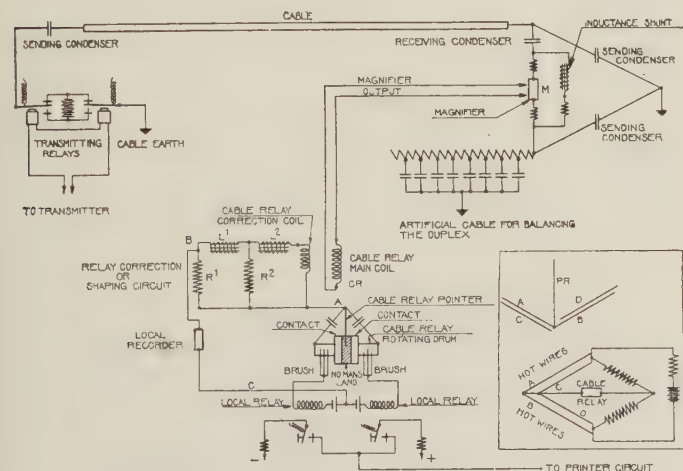 CABLE
SENDING CONDENSER
RECEIVING CONDENSER
INDUCTANCE SHUNT
SENDING
CONDENSER
MAGNIFIER
OUTPUT
M
MAGNIFIER
SENDING
CONDENSER
TRANSMITTING
RELAYS
CABLE EARTH
TO TRANSMITTER
ARTIFICIAL CABLE FOR BALANCING
THE DUPLEX
CABLE RELAY
CORRECTION COIL
B
L1
L2
R1
R2
RELAY CORRECTION
OR
SHAPING CIRCUIT
CABLE RELAY
MAIN COIL
CR
A
CABLE RELAY POINTER
CONTACT
CONTACT
CABLE RELAY
ROTATING DRUM
LOCAL
RECORDER
BRUSH
NO MANS
LAND
BRUSH
C
LOCAL RELAY
LOCAL RELAY
-
+
TO PRINTER CIRCUIT
PR
A
C
D
B
HOT WIRES
A
C
CABLE
RELAY
B
D
HOT WIRES